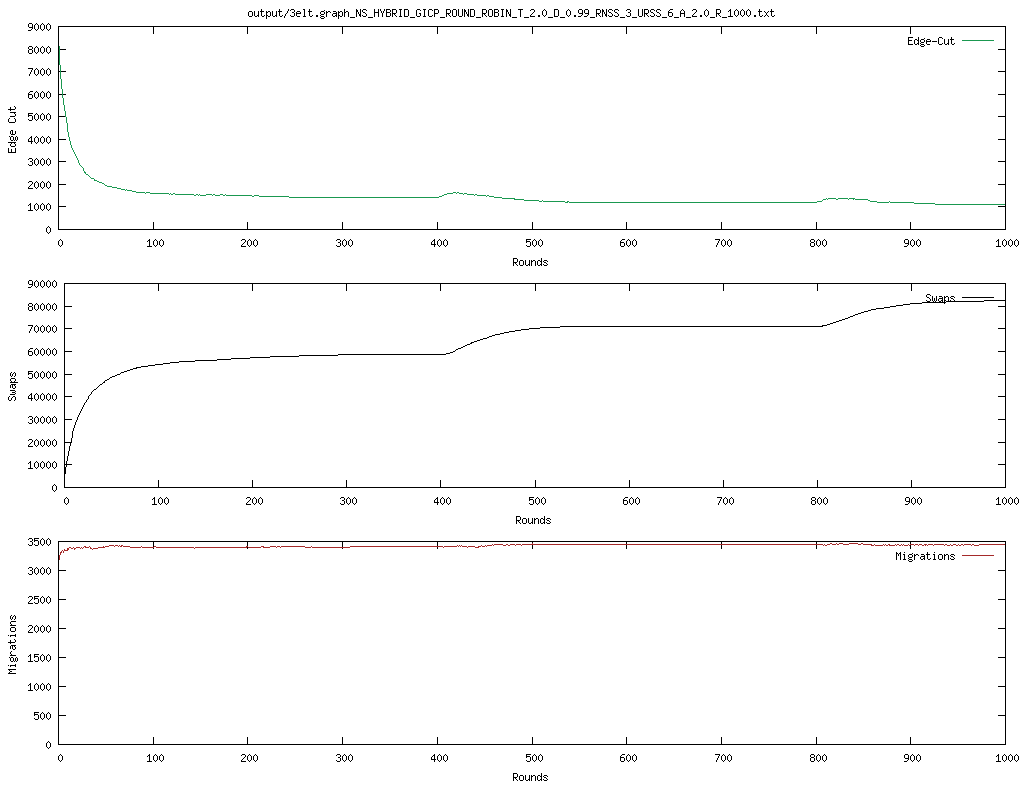 output/3elt.graph_NS_HYBRID_GICP_ROUND_ROBIN_T_2.0_D_0.99_RNSS_3_URSS_6_A_2.0_R_1000.txt
9000
8000
7000
6000
5000
4000
3000
2000
1000
0
Edge Cut
Edge-Cut
0 100 200 300 400 500 600 700 800 900 1000
Rounds
90000
80000
70000
60000
50000
40000
30000
20000
10000
0
Swaps
Swaps
0 100 200 300 400 500 600 700 800 900 1000
Rounds
3500
3000
2500
2000
1500
1000
500
0
Migrations
Migrations
0 100 200 300 400 500 600 700 800 900 1000
Rounds